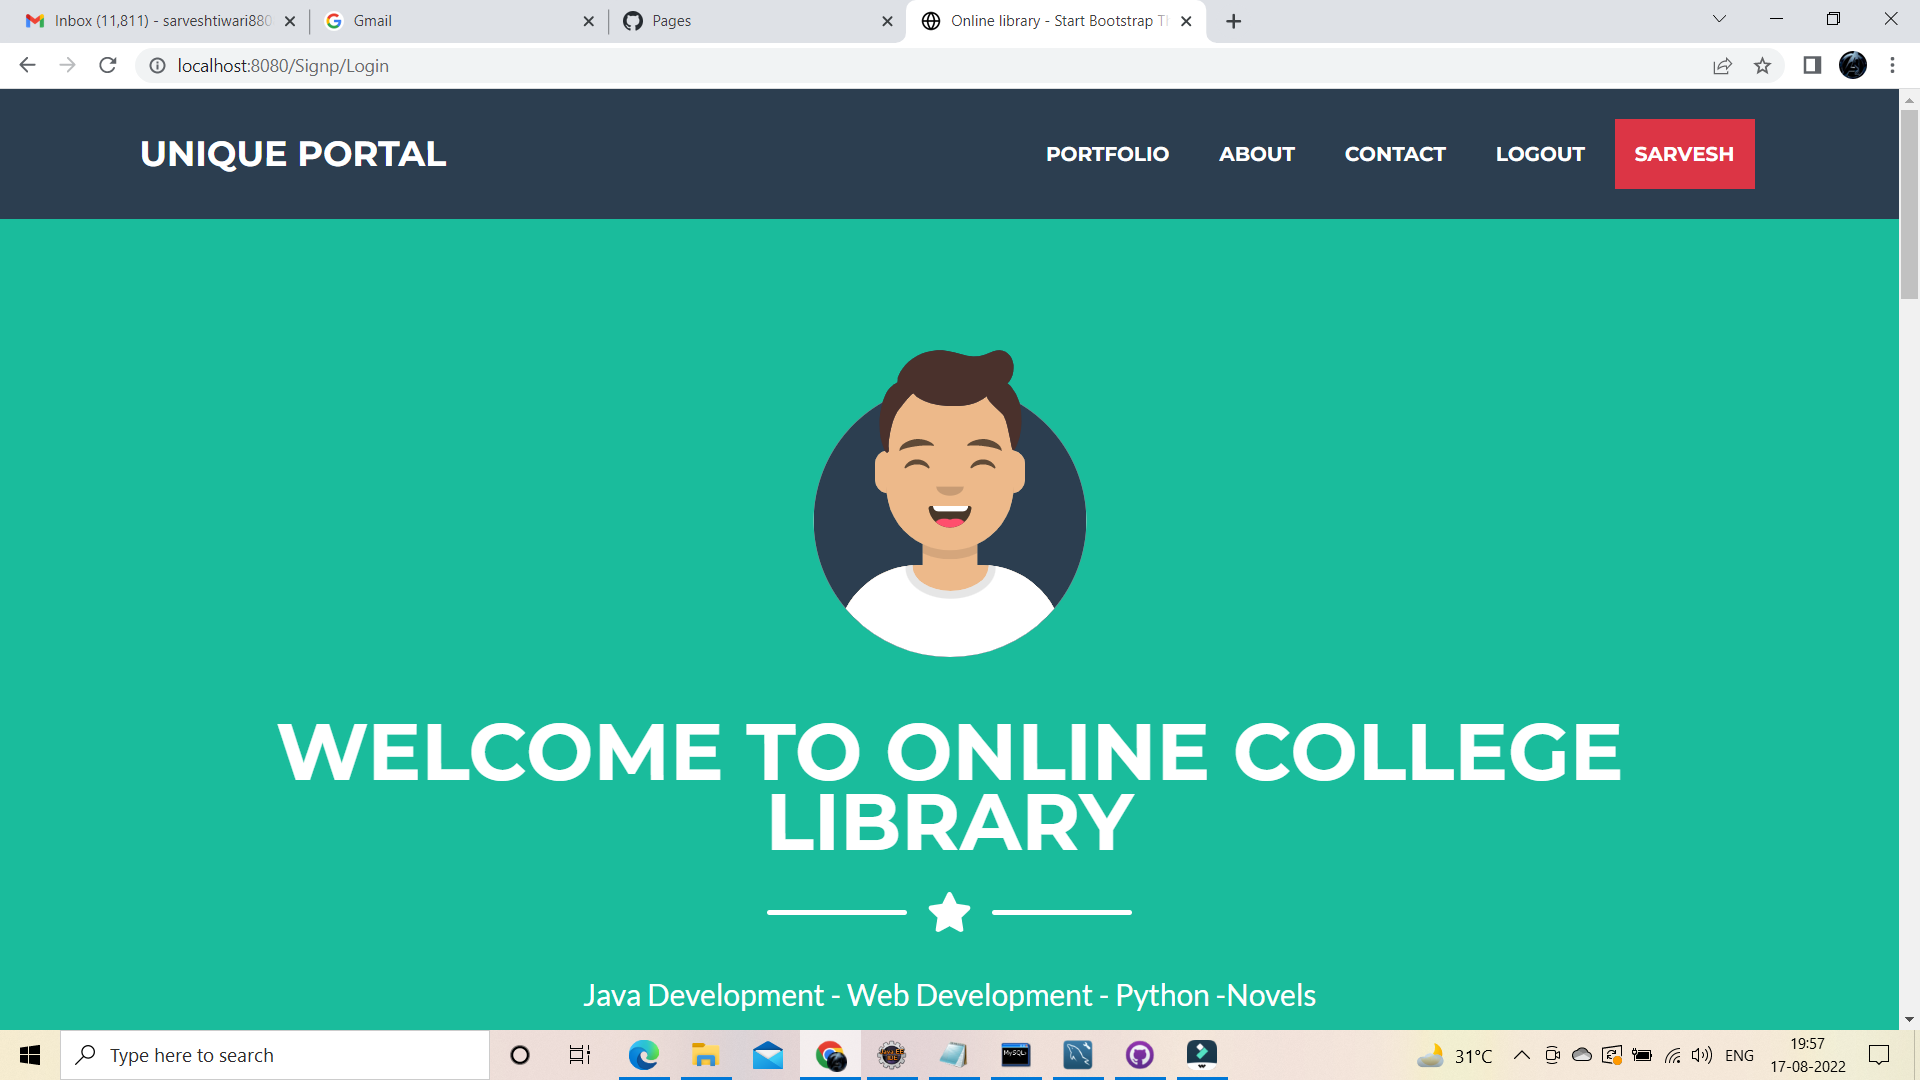 Inbox (11,811) - sarveshtiwari880
Gmail
Pages
Online library - Start Bootstrap Th
localhost:8080/Signp/Login
UNIQUE PORTAL
PORTFOLIO
ABOUT
CONTACT
LOGOUT
SARVESH
WELCOME TO ONLINE COLLEGE
LIBRARY
Java Development - Web Development - Python -Novels
Type here to search
31°C
ENG
19:57
17-08-2022